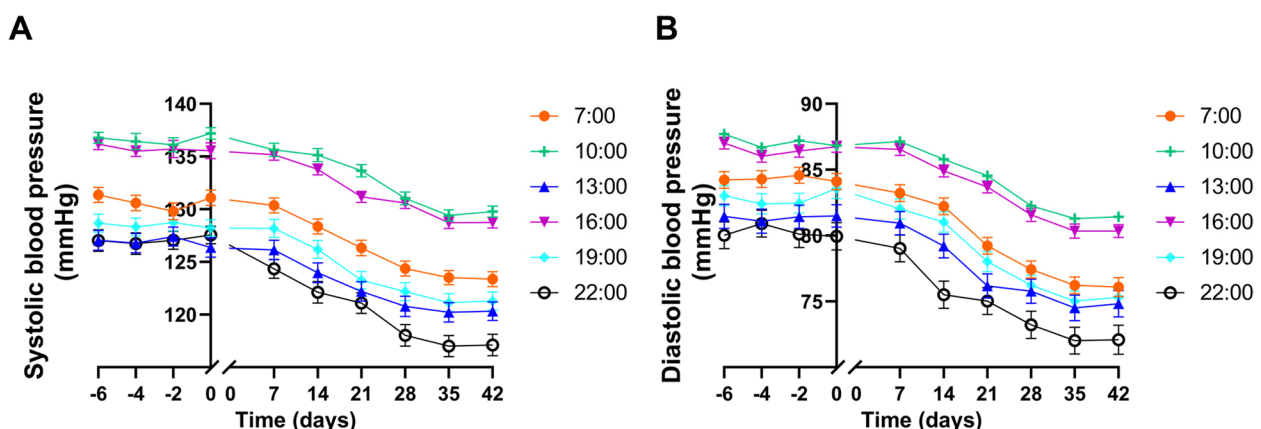 A
Systolic blood pressure
(mmHg)
140
135
130
125
120
-6 -4 -2 0 0 7 14 21 28 35 42
Time (days)
7:00
10:00
13:00
16:00
19:00
22:00
B
Diastolic blood pressure
(mmHg)
90
85
80
75
-6 -4 -2 0 0 7 14 21 28 35 42
Time (days)
7:00
10:00
13:00
16:00
19:00
22:00